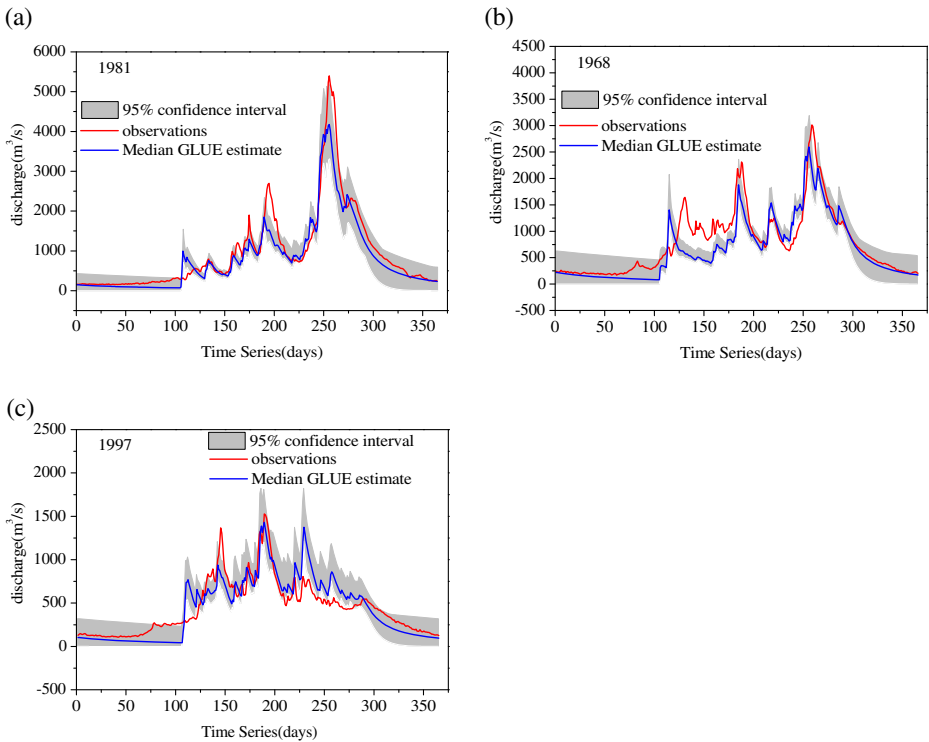 (a)
6000
5000
4000
3000
2000
1000
0
discharge(m³/s)
1981
95% confidence interval
observations
Median GLUE estimate
0 50 100 150 200 250 300 350
Time Series(days)
(b)
4500
4000
3500
3000
2500
2000
1500
1000
500
0
-500
discharge(m³/s)
1968
95% confidence interval
observations
Median GLUE estimate
0 50 100 150 200 250 300 350
Time Series(days)
(c)
2500
2000
1500
1000
500
0
-500
discharge(m³/s)
1997
95% confidence interval
observations
Median GLUE estimate
0 50 100 150 200 250 300 350
Time Series(days)